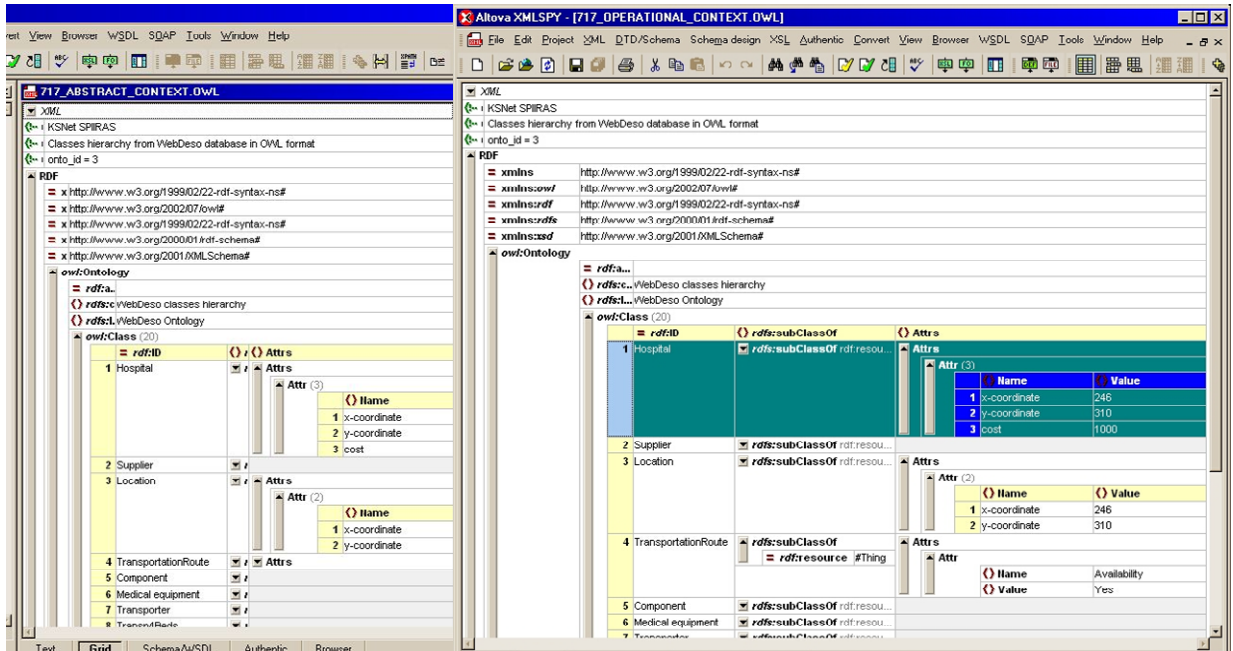 View Browser WSDL SOAP Tools Window Help
717_ABSTRACT_CONTEXT.OWL
XML
KSNet SPIIRAS
Classes hierarchy from WebDeso database in OWL format
onto_id = 3
RDF
= x http://www.w3.org/1999/02/22-rdf-syntax-ns#
= x http://www.w3.org/2002/07/owl#
= x http://www.w3.org/1999/02/22-rdf-syntax-ns#
= x http://www.w3.org/2000/01/rdf-schema#
= x http://www.w3.org/2001/XMLSchema#
owl:Ontology
= rdf:a..
() rdfs:c WebDeso classes hierarchy
() rdfs:l. WebDeso Ontology
owl:Class (20)
= rdf:ID () r () Attrs
1 Hospital Attrs
Attr (3)
() Name
1 x-coordinate
2 y-coordinate
3 cost
2 Supplier
3 Location Attrs
Attr (2)
() Name
1 x-coordinate
2 y-coordinate
4 TransportationRoute Attrs
5 Component
6 Medical equipment
7 Transporter
8 Transp4Beds
Text Grid Schema/WSDL Authentic Browser
Altova XMLSPY - [717_OPERATIONAL_CONTEXT.OWL]
File Edit Project XML DTD/Schema Schema design XSL Authentic Convert View Browser WSDL SOAP Tools Window Help
XML
KSNet SPIIRAS
Classes hierarchy from WebDeso database in OWL format
onto_id = 3
RDF
= xmlns http://www.w3.org/1999/02/22-rdf-syntax-ns#
= xmlns:owl http://www.w3.org/2002/07/owl#
= xmlns:rdf http://www.w3.org/1999/02/22-rdf-syntax-ns#
= xmlns:rdfs http://www.w3.org/2000/01/rdf-schema#
= xmlns:xsd http://www.w3.org/2001/XMLSchema#
owl:Ontology
= rdf:a...
() rdfs:c.. WebDeso classes hierarchy
() rdfs:l... WebDeso Ontology
owl:Class (20)
= rdf:ID () rdfs:subClassOf () Attrs
1 Hospital rdfs:subClassOf rdf:resou... Attrs
Attr (3)
() Name () Value
1 x-coordinate 246
2 y-coordinate 310
3 cost 1000
2 Supplier rdfs:subClassOf rdf:resou...
3 Location rdfs:subClassOf rdf:resou... Attrs
Attr (2)
() Name () Value
1 x-coordinate 246
2 y-coordinate 310
4 TransportationRoute rdfs:subClassOf Attrs
= rdf:resource #Thing Attr
() Name Availability
() Value Yes
5 Component rdfs:subClassOf rdf:resou...
6 Medical equipment rdfs:subClassOf rdf:resou...
7 Transporter rdfs:subClassOf rdf:resou...